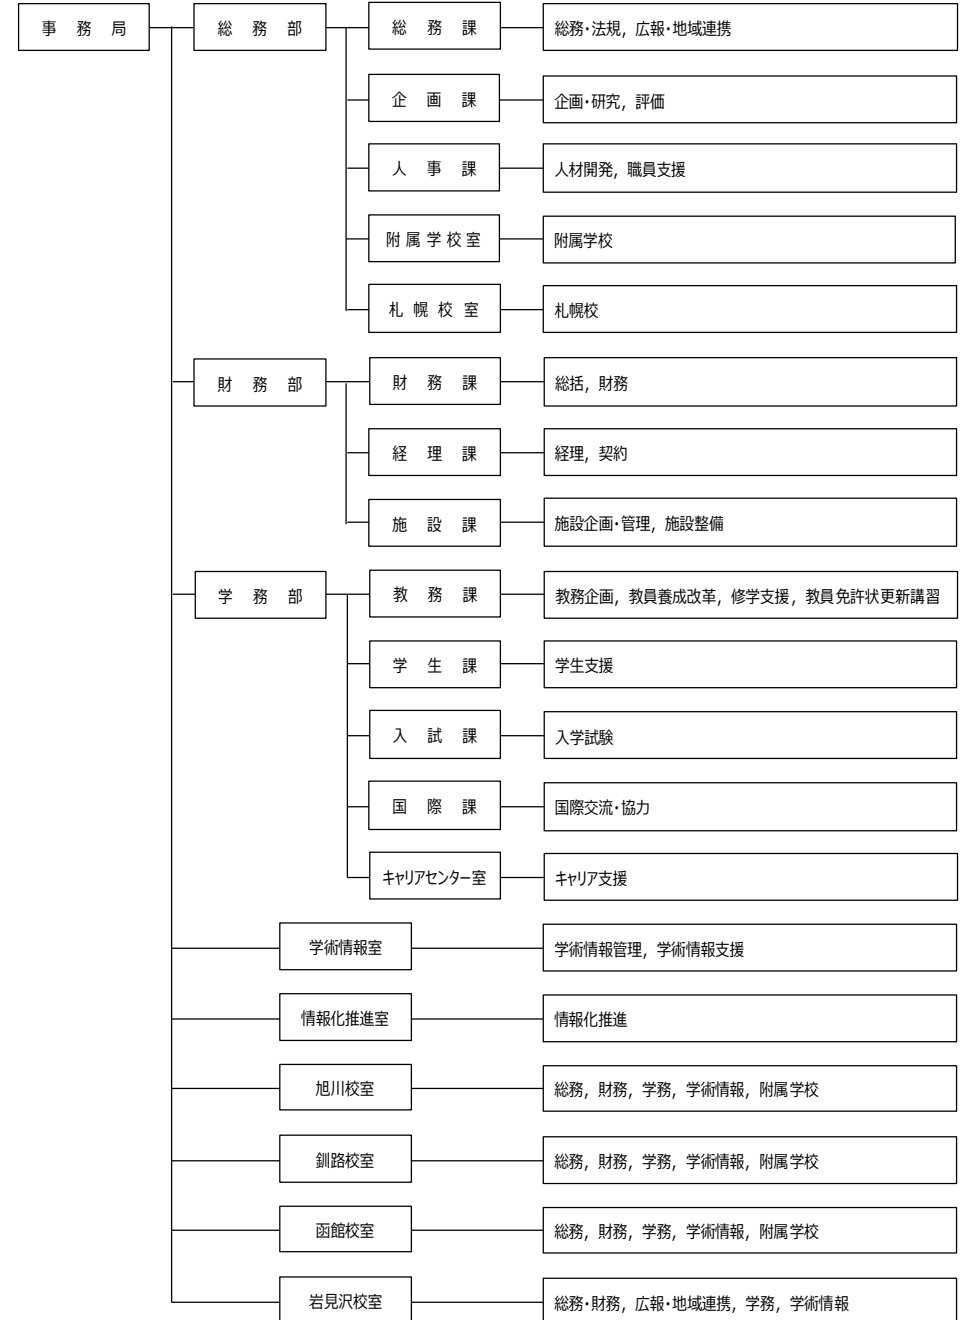 事務局
総務部
総務課
総務・法規，広報・地域連携
企画課
企画・研究，評価
人事課
人材開発，職員支援
附属学校室
附属学校
札幌校室
札幌校
財務部
財務課
総括，財務
経理課
経理，契約
施設課
施設企画・管理，施設整備
学務部
教務課
教務企画，教員養成改革，修学支援，教員免許状更新講習
学生課
学生支援
入試課
入学試験
国際課
国際交流・協力
キャリアセンター室
キャリア支援
学術情報室
学術情報管理，学術情報支援
情報化推進室
情報化推進
旭川校室
総務，財務，学務，学術情報，附属学校
釧路校室
総務，財務，学務，学術情報，附属学校
函館校室
総務，財務，学務，学術情報，附属学校
岩見沢校室
総務・財務，広報・地域連携，学務，学術情報